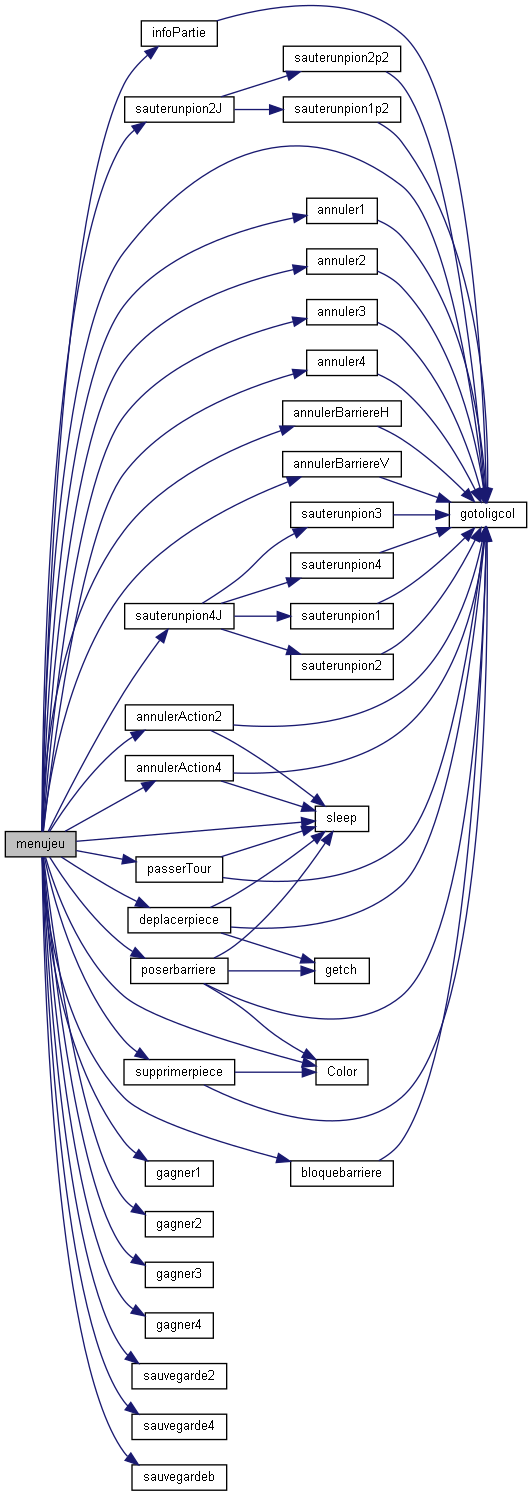 infoPartie
sauterunpion2p2
sauterunpion2J
sauterunpion1p2
annuler1
annuler2
annuler3
annuler4
annulerBarriereH
annulerBarriereV
sauterunpion3
gotoligcol
sauterunpion4
sauterunpion4J
sauterunpion1
sauterunpion2
annulerAction2
annulerAction4
sleep
menujeu
passerTour
deplacerpiece
poserbarriere
getch
supprimerpiece
Color
gagner1
bloquebarriere
gagner2
gagner3
gagner4
sauvegarde2
sauvegarde4
sauvegardeb